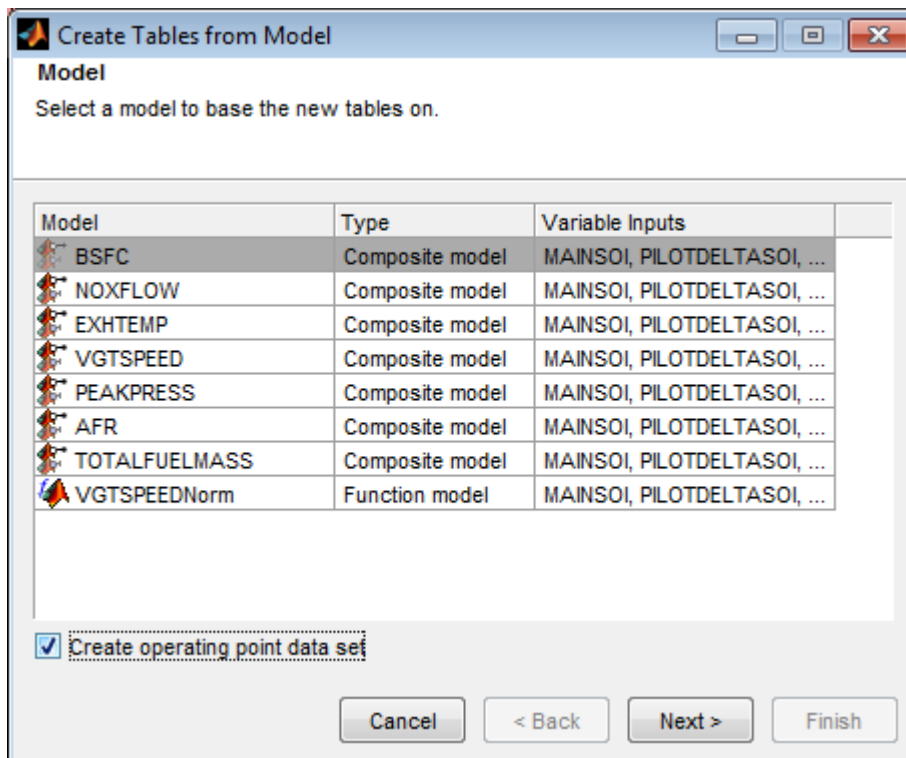 Create Tables from Model
Model
Select a model to base the new tables on.
Model Type Variable Inputs
BSFC Composite model MAINSOI, PILOTDELTASOI, ...
NOXFLOW Composite model MAINSOI, PILOTDELTASOI, ...
EXHTEMP Composite model MAINSOI, PILOTDELTASOI, ...
VGTSPEED Composite model MAINSOI, PILOTDELTASOI, ...
PEAKPRESS Composite model MAINSOI, PILOTDELTASOI, ...
AFR Composite model MAINSOI, PILOTDELTASOI, ...
TOTALFUELMASS Composite model MAINSOI, PILOTDELTASOI, ...
VGTSPEEDNorm Function model MAINSOI, PILOTDELTASOI, ...
Create operating point data set
Cancel < Back Next > Finish